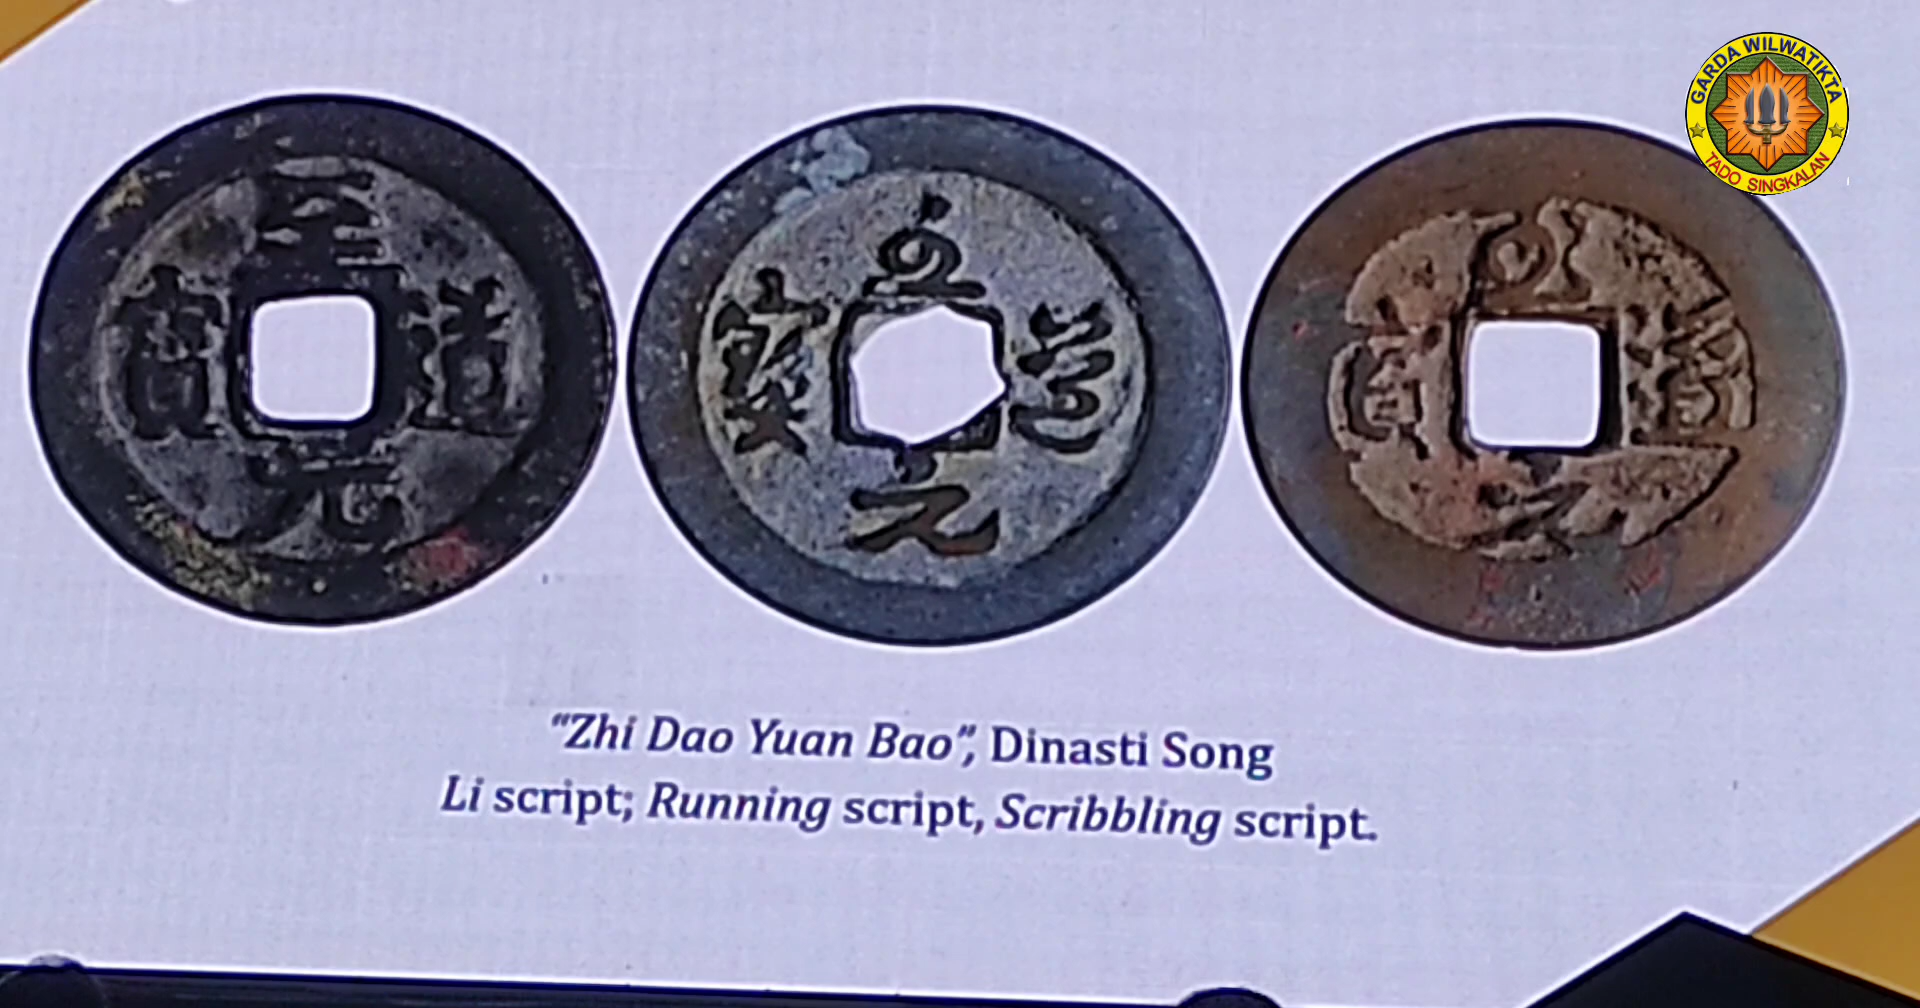 GARDA WILWATIKTA
TADO SINGKALAN
至道元寶
至道元寶
"Zhi Dao Yuan Bao", Dinasti Song
Li script; Running script, Scribbling script.